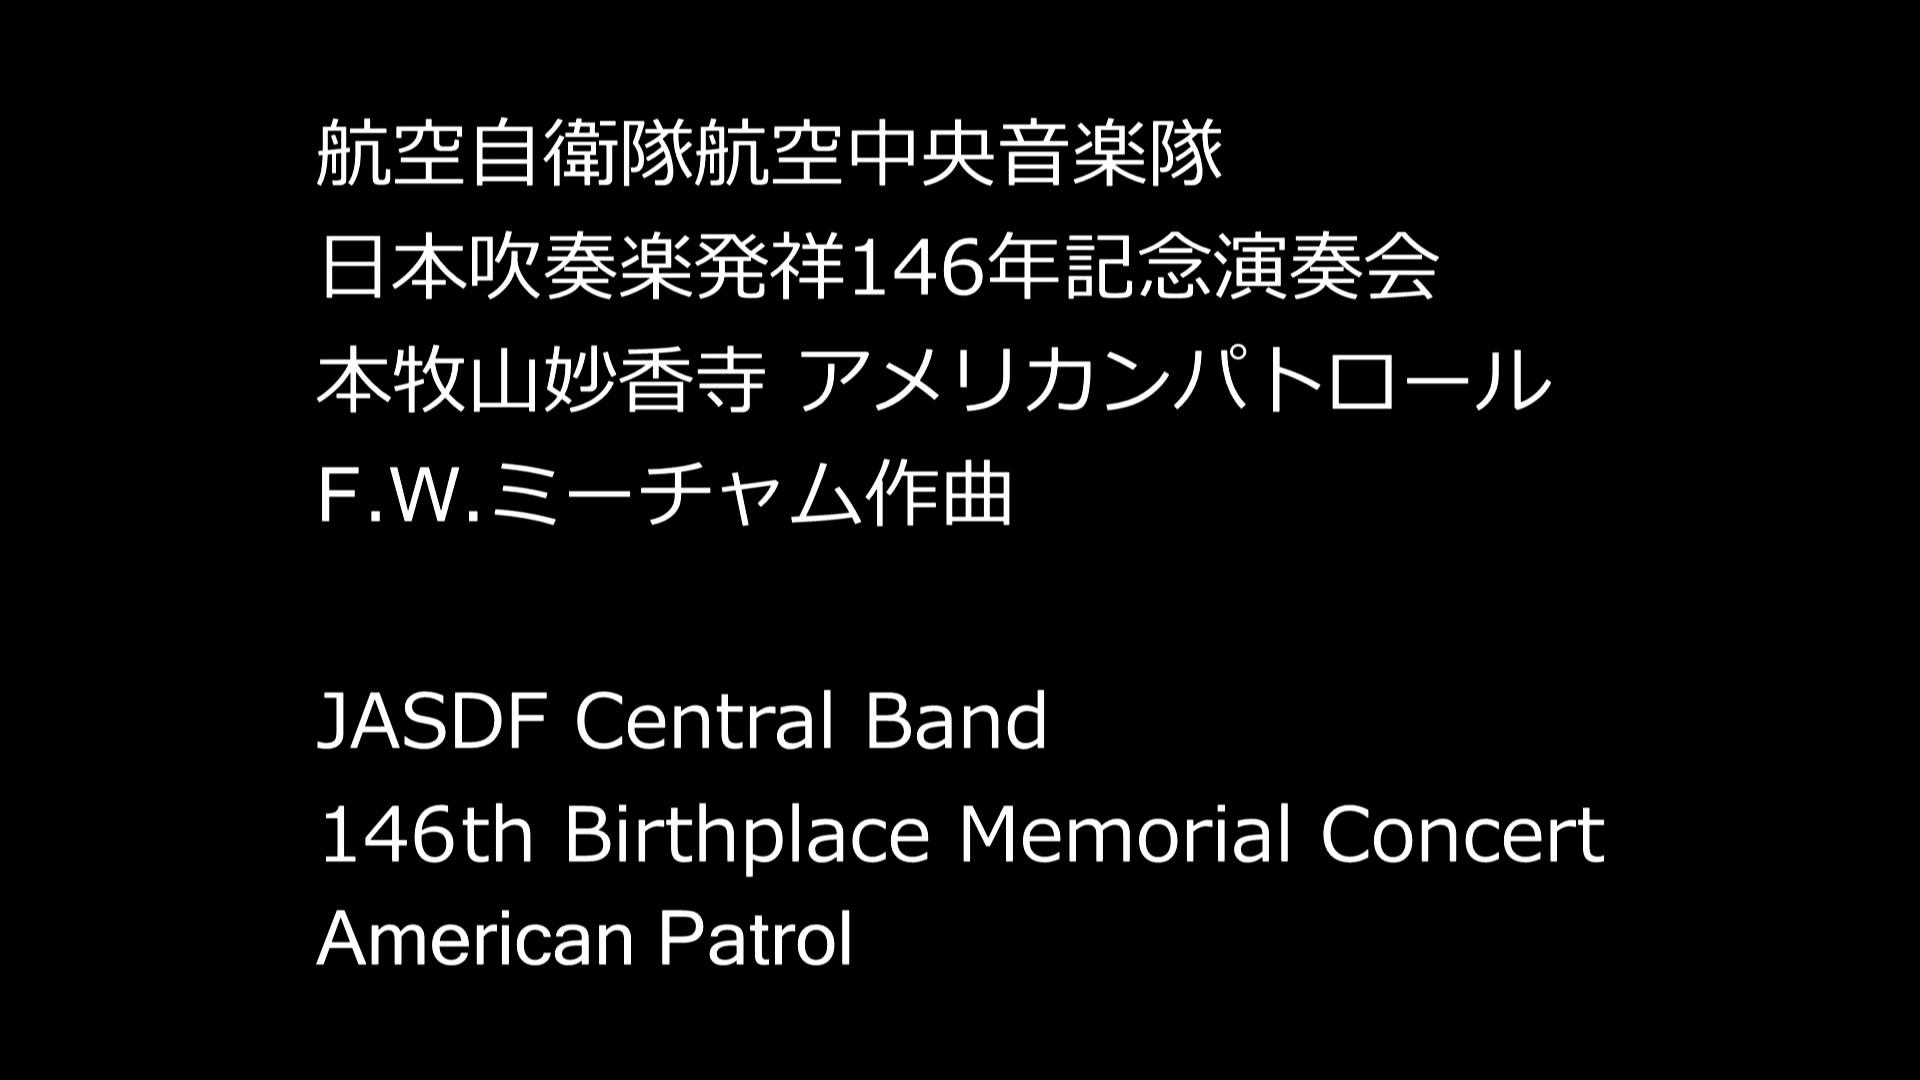 航空自衛隊航空中央音楽隊
日本吹奏楽発祥146年記念演奏会
本牧山妙香寺 アメリカンパトロール
F.W.ミーチャム作曲
JASDF Central Band
146th Birthplace Memorial Concert
American Patrol